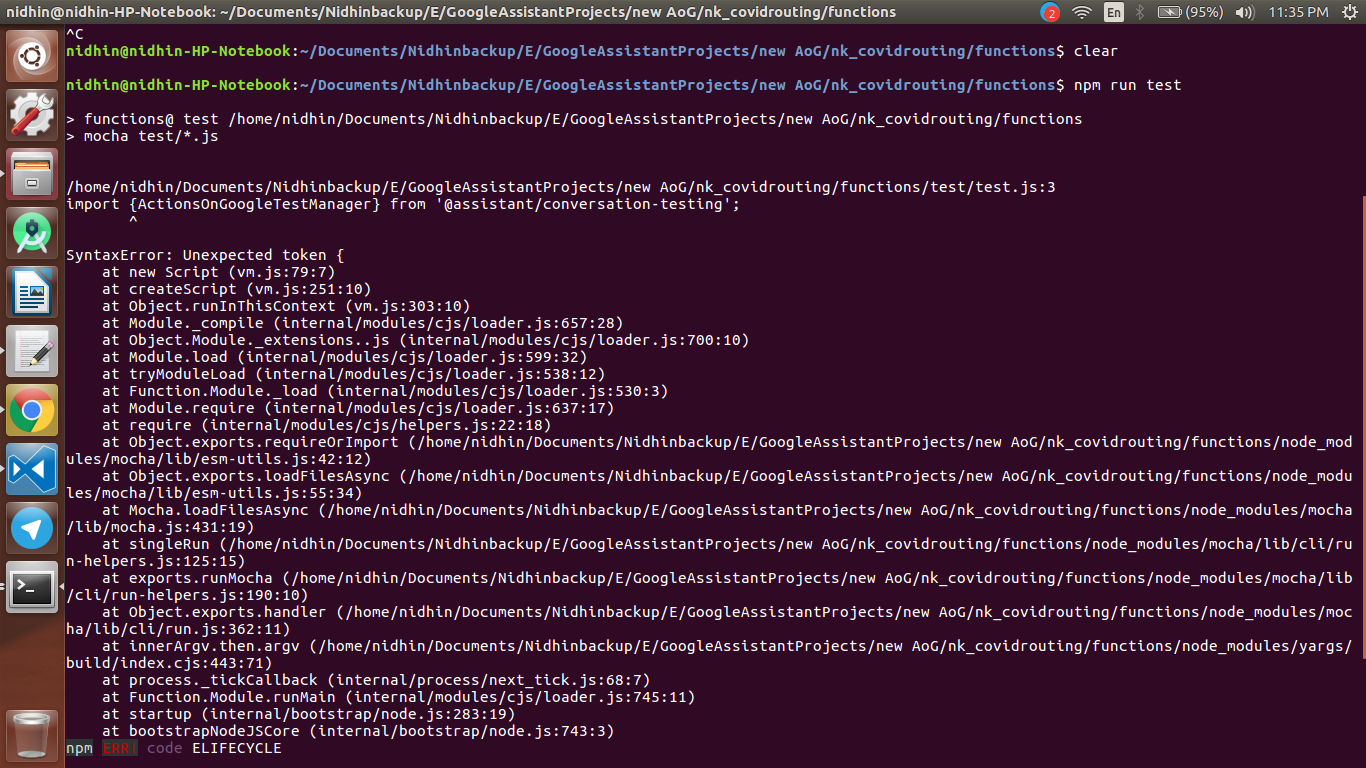 nidhin@nidhin-HP-Notebook: ~/Documents/Nidhinbackup/E/GoogleAssistantProjects/new AoG/nk_covidrouting/functions
2 En (95%) 11:35 PM
^C
nidhin@nidhin-HP-Notebook:~/Documents/Nidhinbackup/E/GoogleAssistantProjects/new AoG/nk_covidrouting/functions$ clear
nidhin@nidhin-HP-Notebook:~/Documents/Nidhinbackup/E/GoogleAssistantProjects/new AoG/nk_covidrouting/functions$ npm run test
> functions@ test /home/nidhin/Documents/Nidhinbackup/E/GoogleAssistantProjects/new AoG/nk_covidrouting/functions
> mocha test/*.js
/home/nidhin/Documents/Nidhinbackup/E/GoogleAssistantProjects/new AoG/nk_covidrouting/functions/test/test.js:3
import {ActionsOnGoogleTestManager} from '@assistant/conversation-testing';
^
SyntaxError: Unexpected token {
at new Script (vm.js:79:7)
at createScript (vm.js:251:10)
at Object.runInThisContext (vm.js:303:10)
at Module._compile (internal/modules/cjs/loader.js:657:28)
at Object.Module._extensions..js (internal/modules/cjs/loader.js:700:10)
at Module.load (internal/modules/cjs/loader.js:599:32)
at tryModuleLoad (internal/modules/cjs/loader.js:538:12)
at Function.Module._load (internal/modules/cjs/loader.js:530:3)
at Module.require (internal/modules/cjs/loader.js:637:17)
at require (internal/modules/cjs/helpers.js:22:18)
at Object.exports.requireOrImport (/home/nidhin/Documents/Nidhinbackup/E/GoogleAssistantProjects/new AoG/nk_covidrouting/functions/node_mod
ules/mocha/lib/esm-utils.js:42:12)
at Object.exports.loadFilesAsync (/home/nidhin/Documents/Nidhinbackup/E/GoogleAssistantProjects/new AoG/nk_covidrouting/functions/node_modu
les/mocha/lib/esm-utils.js:55:34)
at Mocha.loadFilesAsync (/home/nidhin/Documents/Nidhinbackup/E/GoogleAssistantProjects/new AoG/nk_covidrouting/functions/node_modules/mocha
/lib/mocha.js:431:19)
at singleRun (/home/nidhin/Documents/Nidhinbackup/E/GoogleAssistantProjects/new AoG/nk_covidrouting/functions/node_modules/mocha/lib/cli/ru
n-helpers.js:125:15)
at exports.runMocha (/home/nidhin/Documents/Nidhinbackup/E/GoogleAssistantProjects/new AoG/nk_covidrouting/functions/node_modules/mocha/lib
/cli/run-helpers.js:190:10)
at Object.exports.handler (/home/nidhin/Documents/Nidhinbackup/E/GoogleAssistantProjects/new AoG/nk_covidrouting/functions/node_modules/moc
ha/lib/cli/run.js:362:11)
at innerArgv.then.argv (/home/nidhin/Documents/Nidhinbackup/E/GoogleAssistantProjects/new AoG/nk_covidrouting/functions/node_modules/yargs/
build/index.cjs:443:71)
at process._tickCallback (internal/process/next_tick.js:68:7)
at Function.Module.runMain (internal/modules/cjs/loader.js:745:11)
at startup (internal/bootstrap/node.js:283:19)
at bootstrapNodeJSCore (internal/bootstrap/node.js:743:3)
npm ERR! code ELIFECYCLE